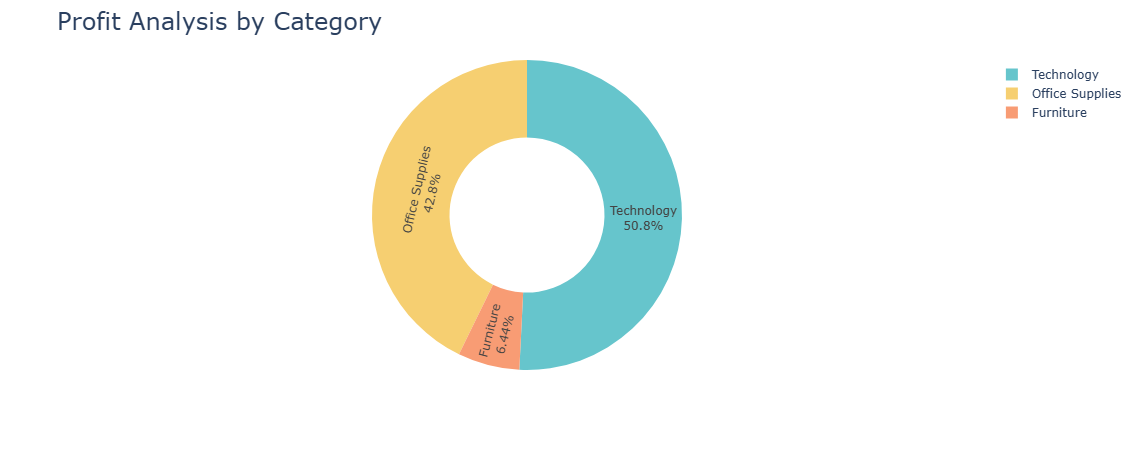 Profit Analysis by Category
Technology
Office Supplies
Furniture
Office Supplies
42.8%
Technology
50.8%
Furniture
6.44%